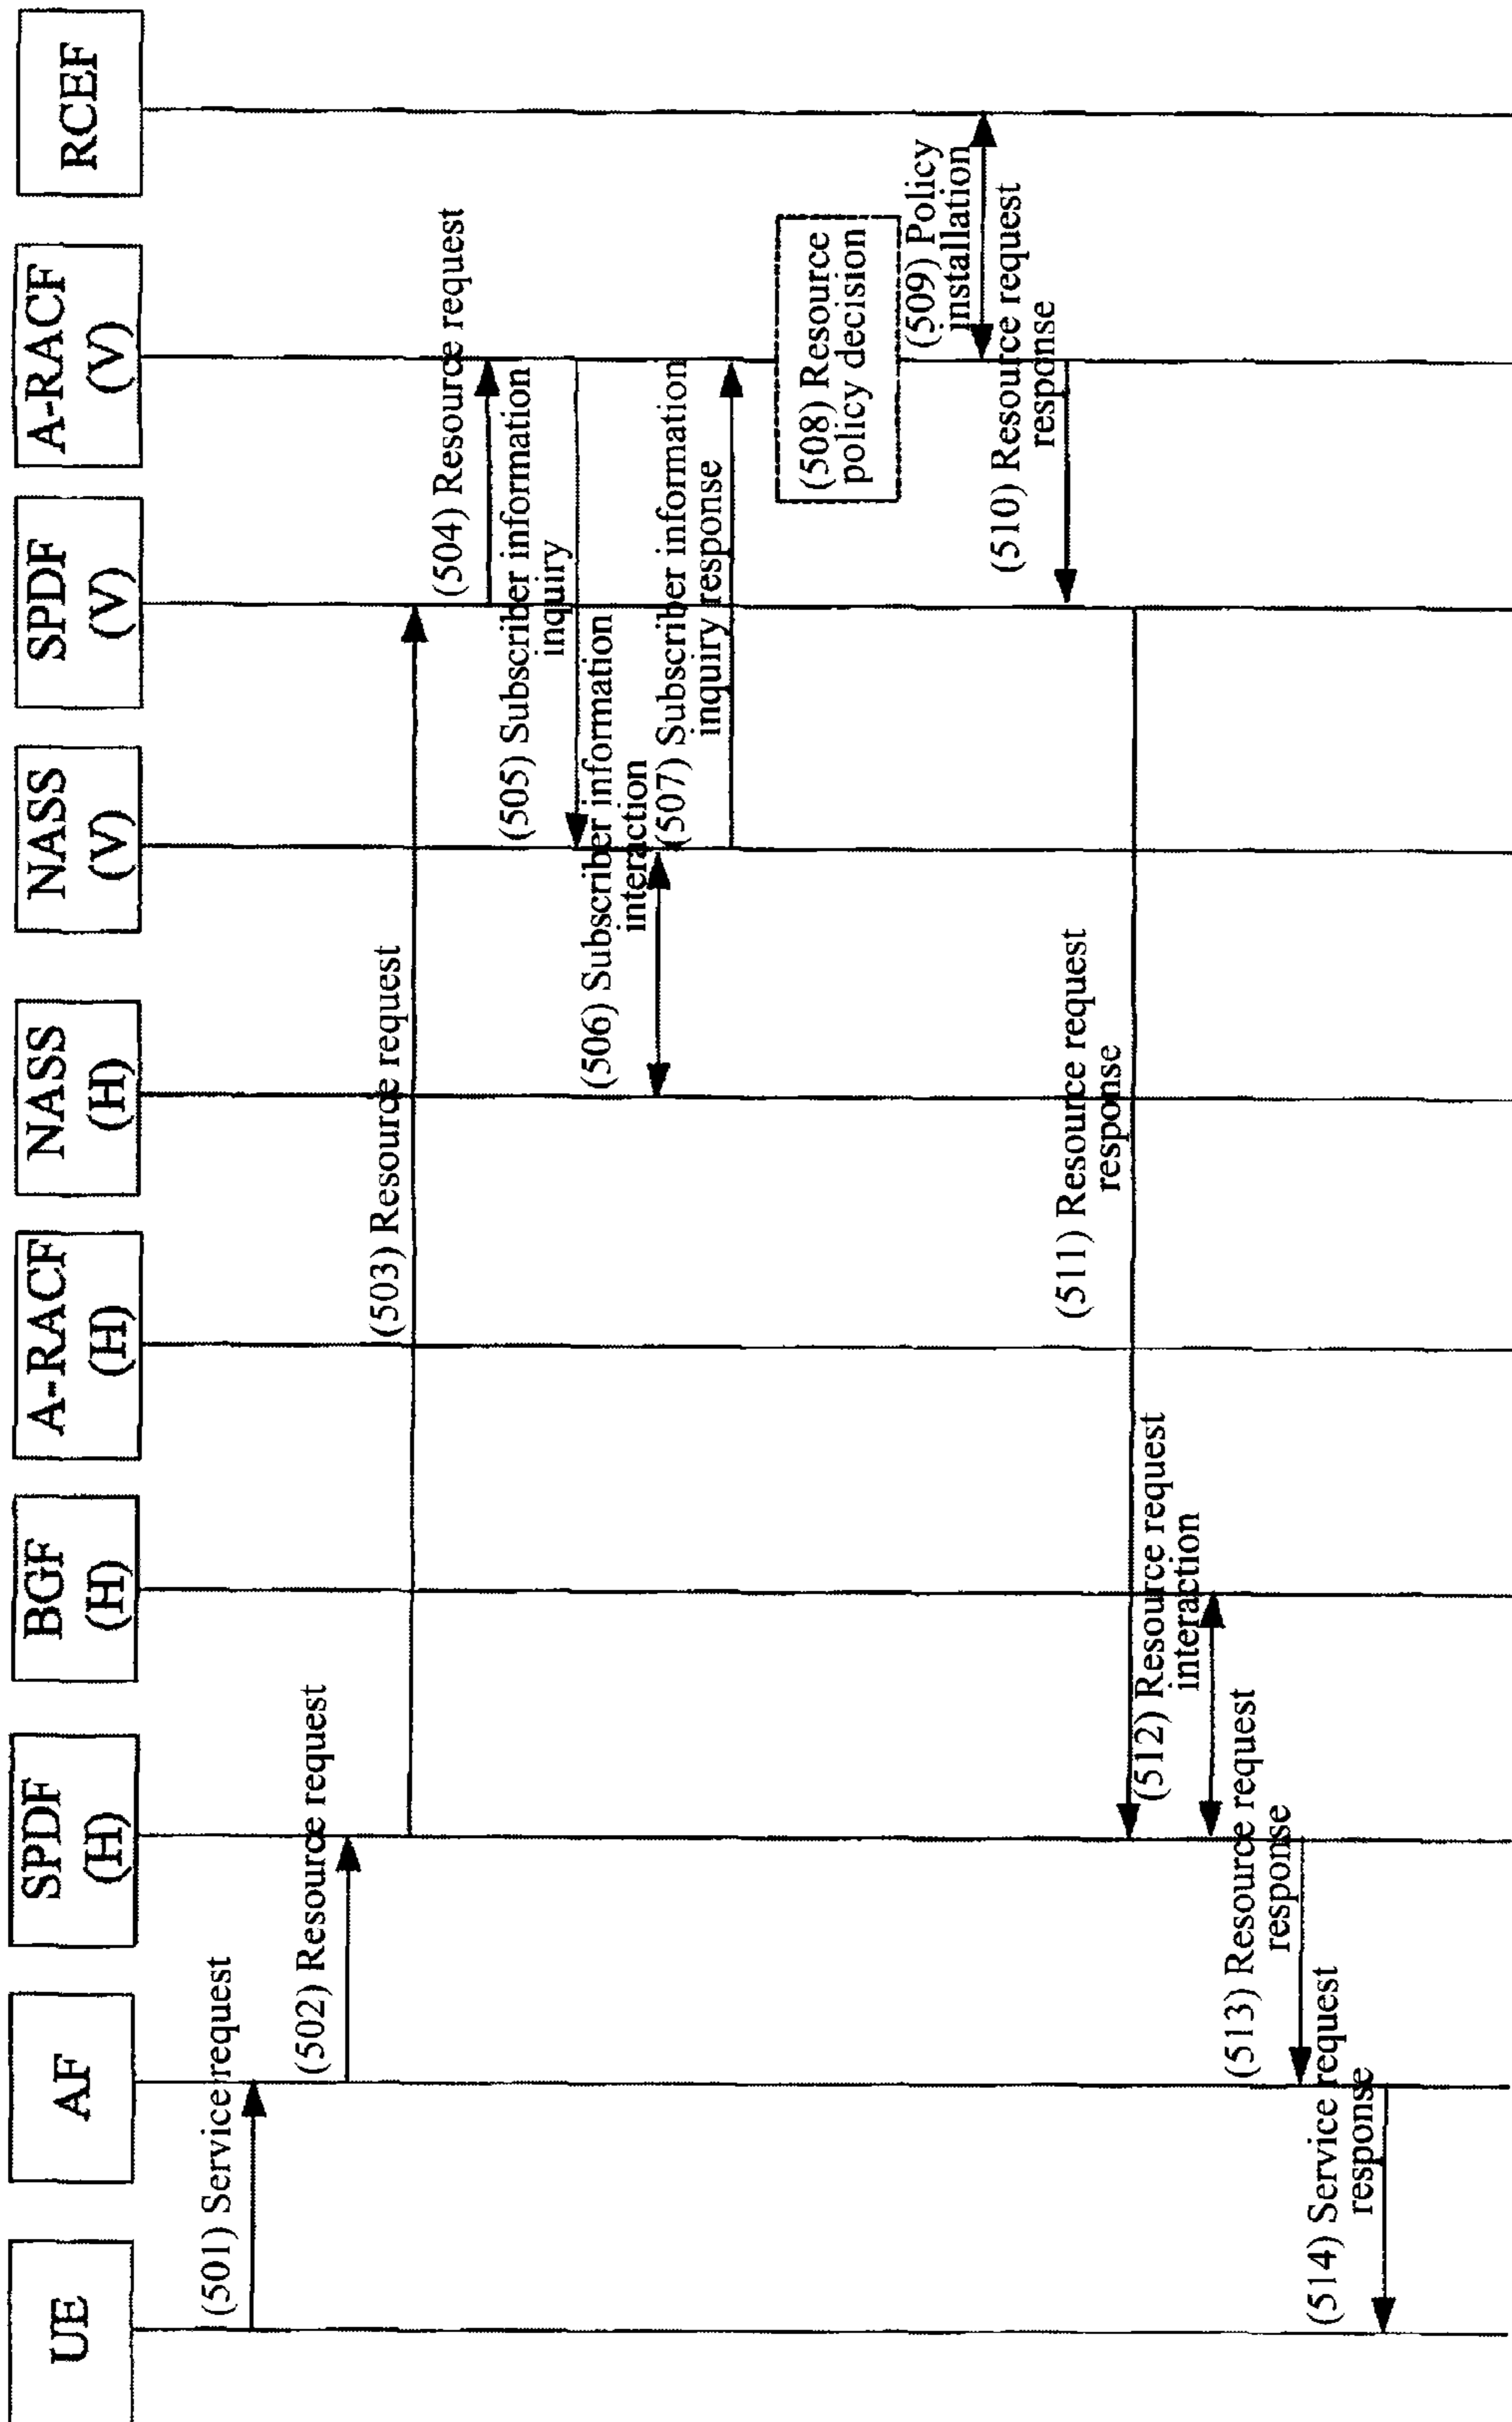 UE
AF
SPDF
(H)
BGF
(H)
A-RACF
(H)
NASS
(H)
NASS
(V)
SPDF
(V)
A-RACF
(V)
RCEF
(501) Service request
(502) Resource request
(503) Resource request
(504) Resource request
(505) Subscriber information
inquiry
(506) Subscriber information
interaction
(507) Subscriber information
inquiry response
(508) Resource
policy decision
(509) Policy
installation
(510) Resource request
response
(511) Resource request
response
(512) Resource request
interaction
(513) Resource request
response
(514) Service request
response